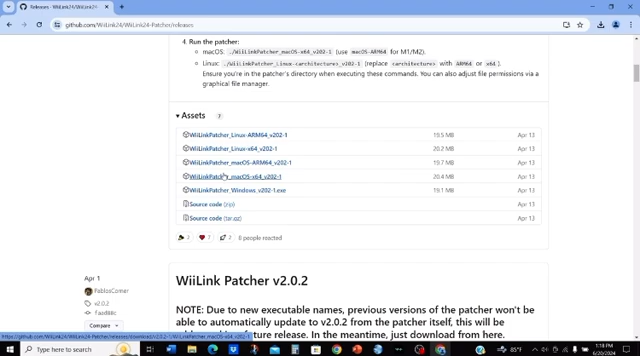 Releases · WiiLink24/WiiLink24-Pat
github.com/WiiLink24/WiiLink24-Patcher/releases
4. Run the patcher:
macOS: ./WiiLinkPatcher_macOS-x64_v202-1 (use macOS-ARM64 for M1/M2).
Linux: ./WiiLinkPatcher_Linux-<architecture>_v202-1 (replace <architecture> with ARM64 or x64).
Ensure you're in the patcher's directory when executing these commands. You can also adjust file permissions via a
graphical file manager.
Assets 7
WiiLinkPatcher_Linux-ARM64_v202-1 19.5 MB Apr 13
WiiLinkPatcher_Linux-x64_v202-1 20.2 MB Apr 13
WiiLinkPatcher_macOS-ARM64_v202-1 19.7 MB Apr 13
WiiLinkPatcher_macOS-x64_v202-1 20.4 MB Apr 13
WiiLinkPatcher_Windows_v202-1.exe 19.1 MB Apr 13
Source code (zip) Apr 13
Source code (tar.gz) Apr 13
8 people reacted
Apr 1
PablosCorner
v2.0.2
Compare
WiiLink Patcher v2.0.2
NOTE: Due to new executable names, previous versions of the patcher won't be
able to automatically update to v2.0.2 from the patcher itself, this will be
future release. In the meantime, just download from here.
https://github.com/WiiLink24/WiiLink24-Patcher/releases/download/v2.0.2-1/WiiLinkPatcher_macOS-x64_v202-1
Type here to search
85°F
1:18 PM
6/20/2024